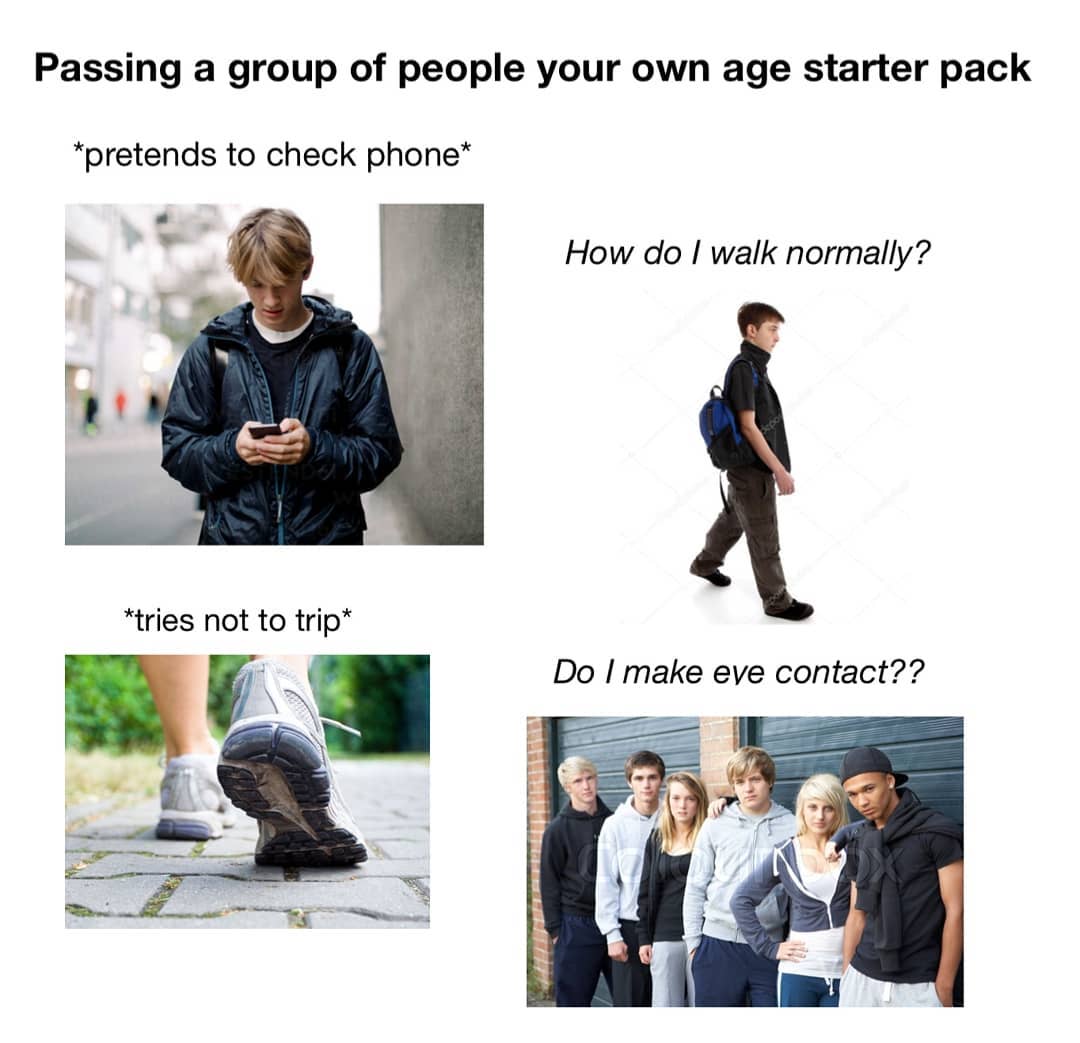 Passing a group of people your own age starter pack
*pretends to check phone*
How do I walk normally?
*tries not to trip*
Do I make eye contact??